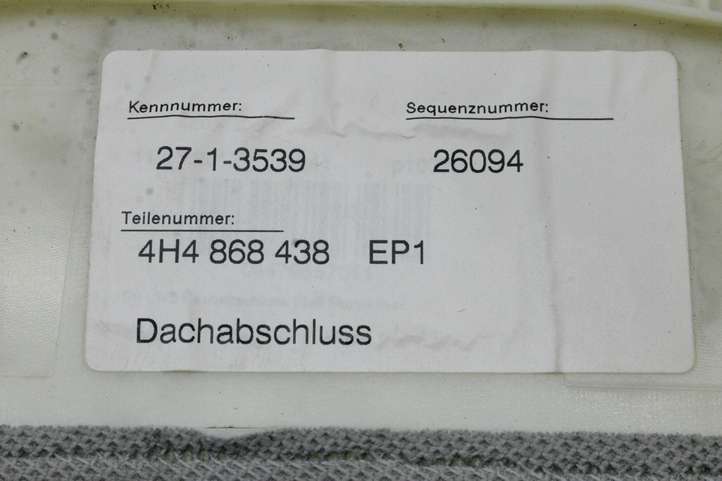 Kennnummer: Sequenznummer:
27-1-3539 26094
Teilenummer:
4H4 868 438 EP1
Dachabschluss